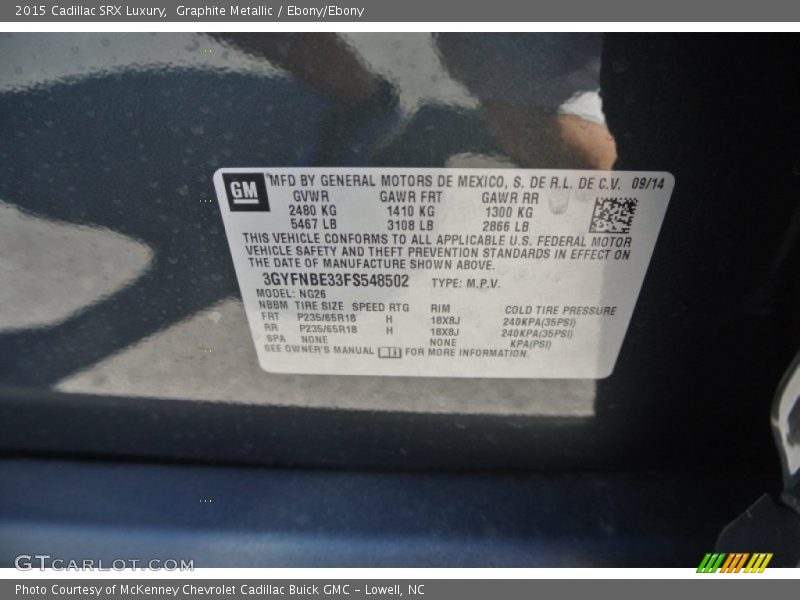 2015 Cadillac SRX Luxury, Graphite Metallic / Ebony/Ebony
GM MFD BY GENERAL MOTORS DE MEXICO, S. DE R.L. DE C.V. 09/14
GVWR GAWR FRT GAWR RR
2480 KG 1410 KG 1300 KG
5467 LB 3108 LB 2866 LB
THIS VEHICLE CONFORMS TO ALL APPLICABLE U.S. FEDERAL MOTOR
VEHICLE SAFETY AND THEFT PREVENTION STANDARDS IN EFFECT ON
THE DATE OF MANUFACTURE SHOWN ABOVE.
3GYFNBE33FS548502 TYPE: M.P.V.
MODEL: NG26
NBBM TIRE SIZE SPEED RTG RIM COLD TIRE PRESSURE
FRT P235/65R18 H 18X8J 240KPA(35PSI)
RR P235/65R18 H 18X8J 240KPA(35PSI)
SPA NONE NONE KPA(PSI)
SEE OWNER'S MANUAL FOR MORE INFORMATION.
GTCARLOT.COM
Photo Courtesy of McKenney Chevrolet Cadillac Buick GMC - Lowell, NC